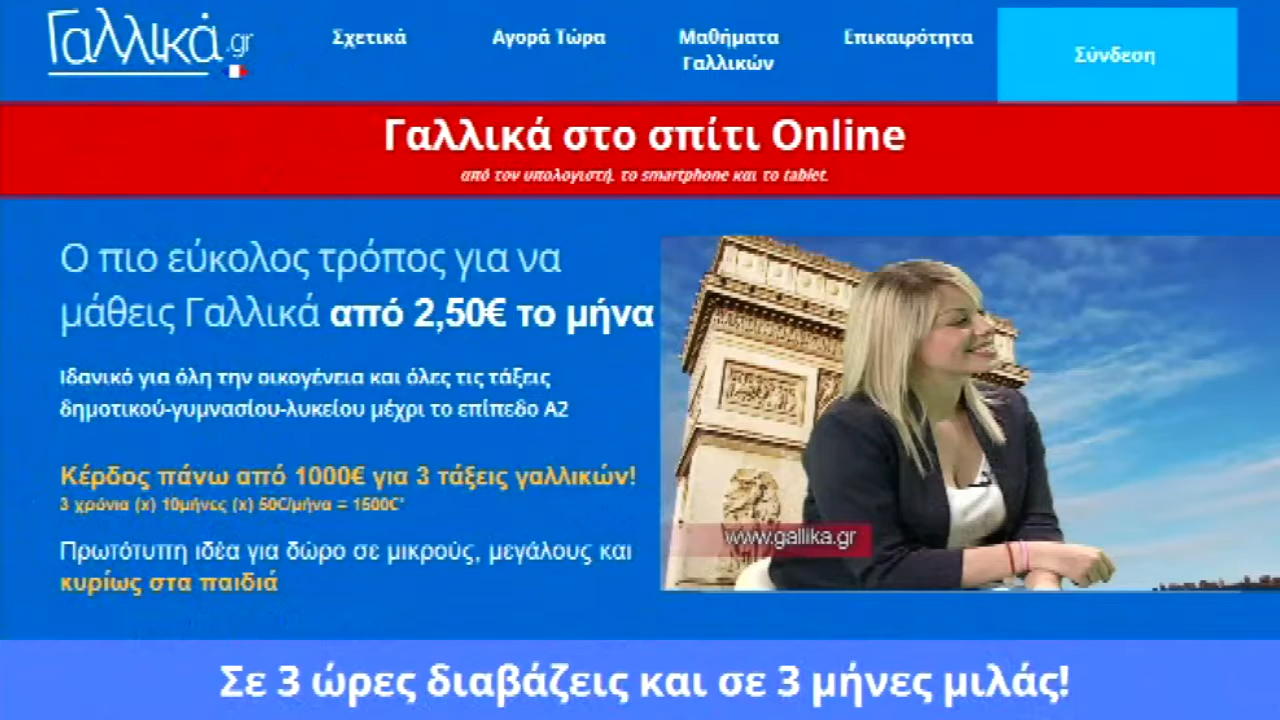 Γαλλικά.gr
Σχετικά
Αγορά Τώρα
Μαθήματα
Γαλλικών
Επικαιρότητα
Σύνδεση
Γαλλικά στο σπίτι Online
από τον υπολογιστή, το smartphone και το tablet.
Ο πιο εύκολος τρόπος για να
μάθεις Γαλλικά από 2,50€ το μήνα
Ιδανικό για όλη την οικογένεια και όλες τις τάξεις
δημοτικού-γυμνασίου-λυκείου μέχρι το επίπεδο Α2
Κέρδος πάνω από 1000€ για 3 τάξεις γαλλικών!
3 χρόνια (x) 10μήνες (x) 50€/μήνα = 1500€*
Πρωτότυπη ιδέα για δώρο σε μικρούς, μεγάλους και
κυρίως στα παιδιά
www.gallika.gr
Σε 3 ώρες διαβάζεις και σε 3 μήνες μιλάς!